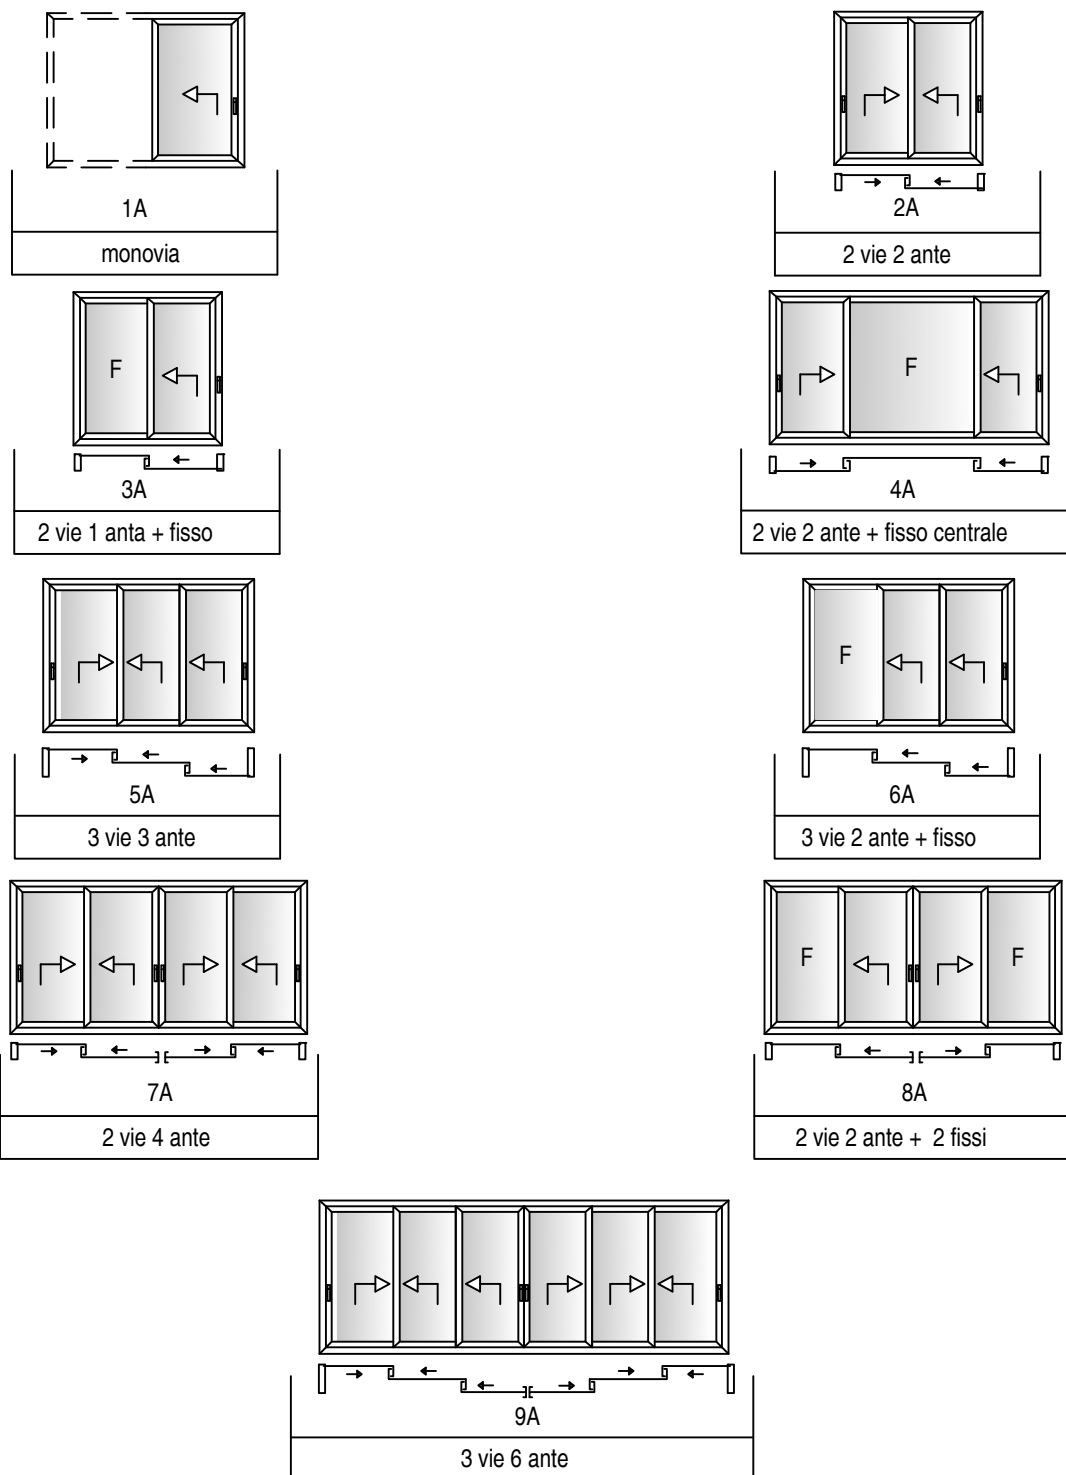 1A
monovia
2A
2 vie 2 ante
F
3A
2 vie 1 anta + fisso
F
4A
2 vie 2 ante + fisso centrale
5A
3 vie 3 ante
F
6A
3 vie 2 ante + fisso
7A
2 vie 4 ante
F
F
8A
2 vie 2 ante + 2 fissi
9A
3 vie 6 ante